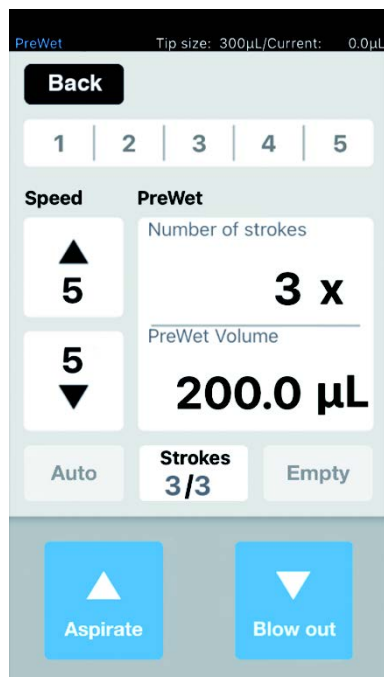 PreWet Tip size: 300µL/Current: 0.0µL
Back
1 2 3 4 5
Speed PreWet
Number of strokes
5 3 x
PreWet Volume
5 200.0 µL
Auto Strokes 3/3 Empty
Aspirate Blow out